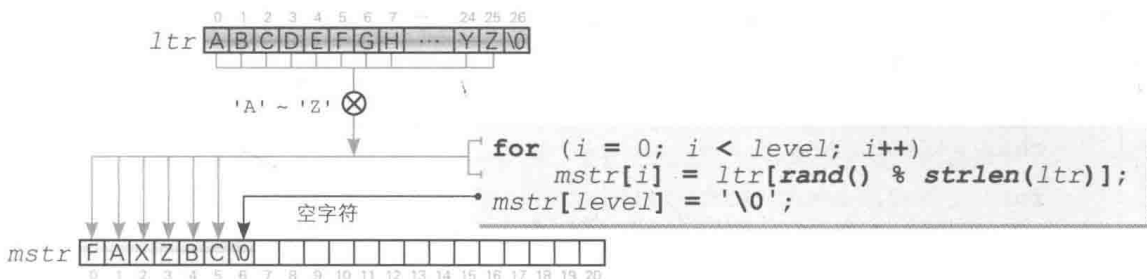 0 1 2 3 4 5 6 7 … 24 25 26
ltr A B C D E F G H … Y Z \0
'A' ~ 'Z'
for (i = 0; i < level; i++)
mstr[i] = ltr[rand() % strlen(ltr)];
mstr[level] = '\0';
空字符
mstr F A X Z B C \0
0 1 2 3 4 5 6 7 8 9 10 11 12 13 14 15 16 17 18 19 20